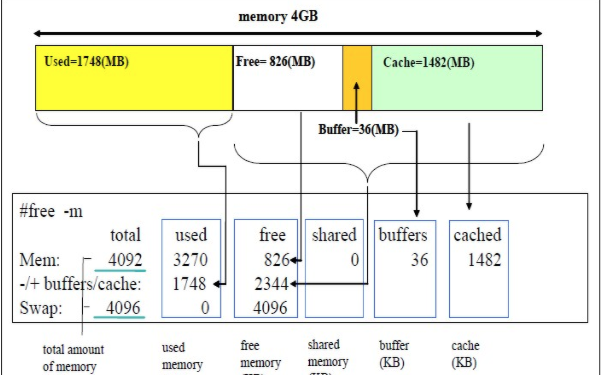 memory 4GB
Used=1748(MB) Free= 826(MB) Cache=1482(MB)
Buffer=36(MB)
#free -m
total used free shared buffers cached
Mem: 4092 3270 826 0 36 1482
-/+ buffers/cache: 1748 2344
Swap: 4096 0 4096
total amount used free shared buffer cache
of memory memory memory memory (KB) (KB)